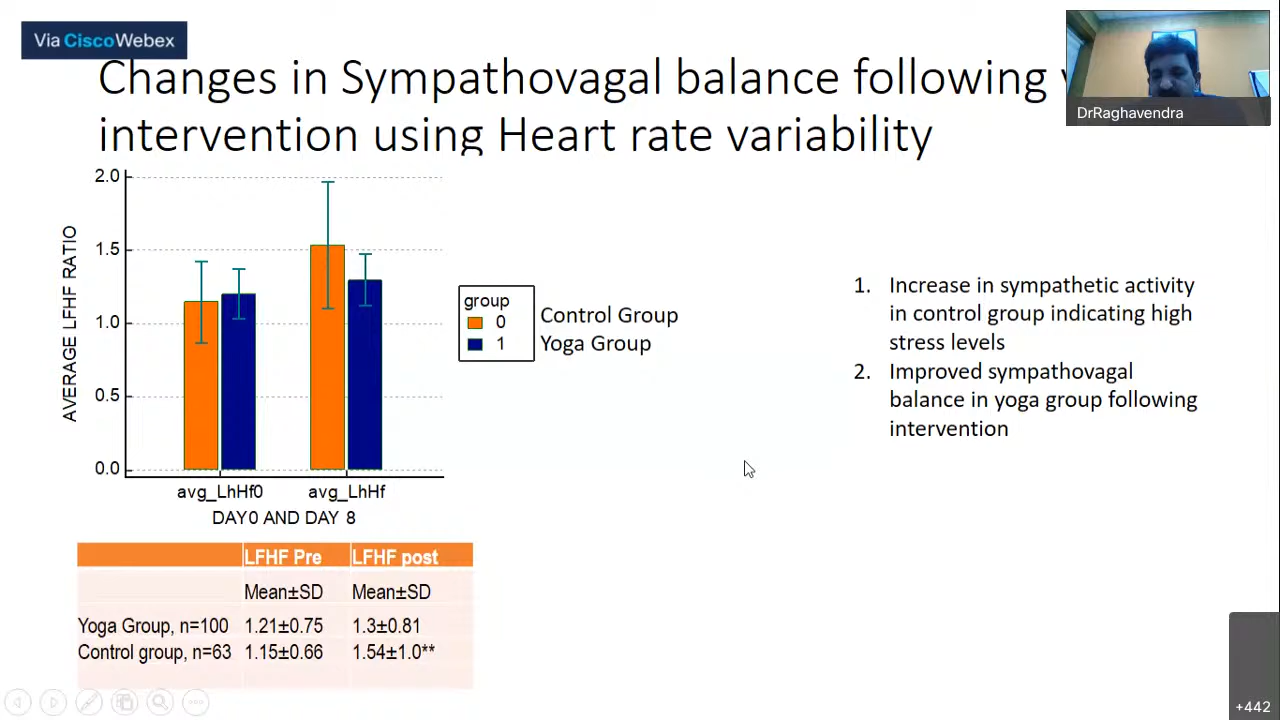 Via CiscoWebex
Changes in Sympathovagal balance following
intervention using Heart rate variability
DrRaghavendra
2.0
1.5
1.0
0.5
0.0
AVERAGE LFHF RATIO
avg_LhHf0 avg_LhHf
DAY0 AND DAY 8
group
0 Control Group
1 Yoga Group
1. Increase in sympathetic activity
in control group indicating high
stress levels
2. Improved sympathovagal
balance in yoga group following
intervention
LFHF Pre LFHF post
Mean±SD Mean±SD
Yoga Group, n=100 1.21±0.75 1.3±0.81
Control group, n=63 1.15±0.66 1.54±1.0**
+442